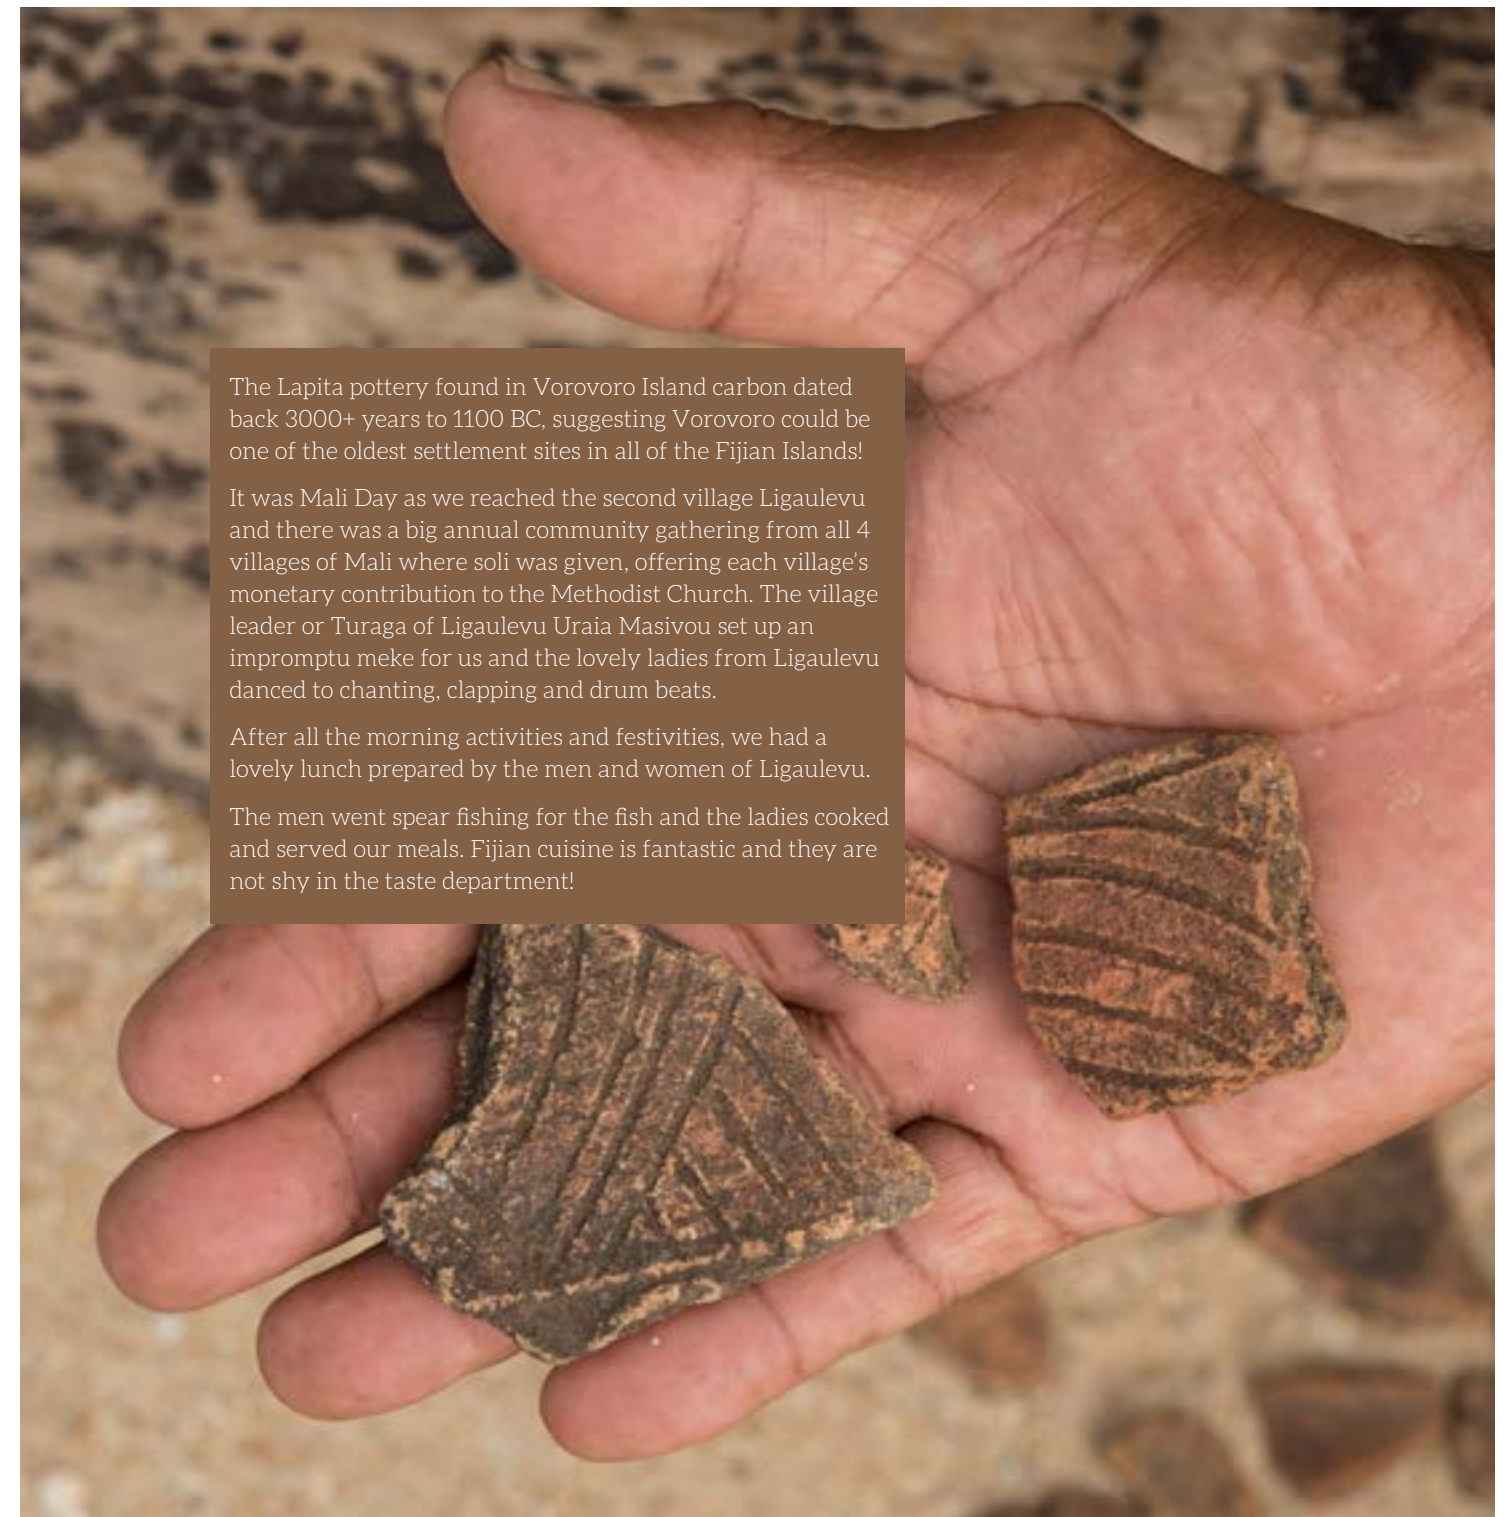 The Lapita pottery found in Vorovoro Island carbon dated
back 3000+ years to 1100 BC, suggesting Vorovoro could be
one of the oldest settlement sites in all of the Fijian Islands!
It was Mali Day as we reached the second village Ligaulevu
and there was a big annual community gathering from all 4
villages of Mali where soli was given, offering each village’s
monetary contribution to the Methodist Church. The village
leader or Turaga of Ligaulevu Uraia Masivou set up an
impromptu meke for us and the lovely ladies from Ligaulevu
danced to chanting, clapping and drum beats.
After all the morning activities and festivities, we had a
lovely lunch prepared by the men and women of Ligaulevu.
The men went spear fishing for the fish and the ladies cooked
and served our meals. Fijian cuisine is fantastic and they are
not shy in the taste department!